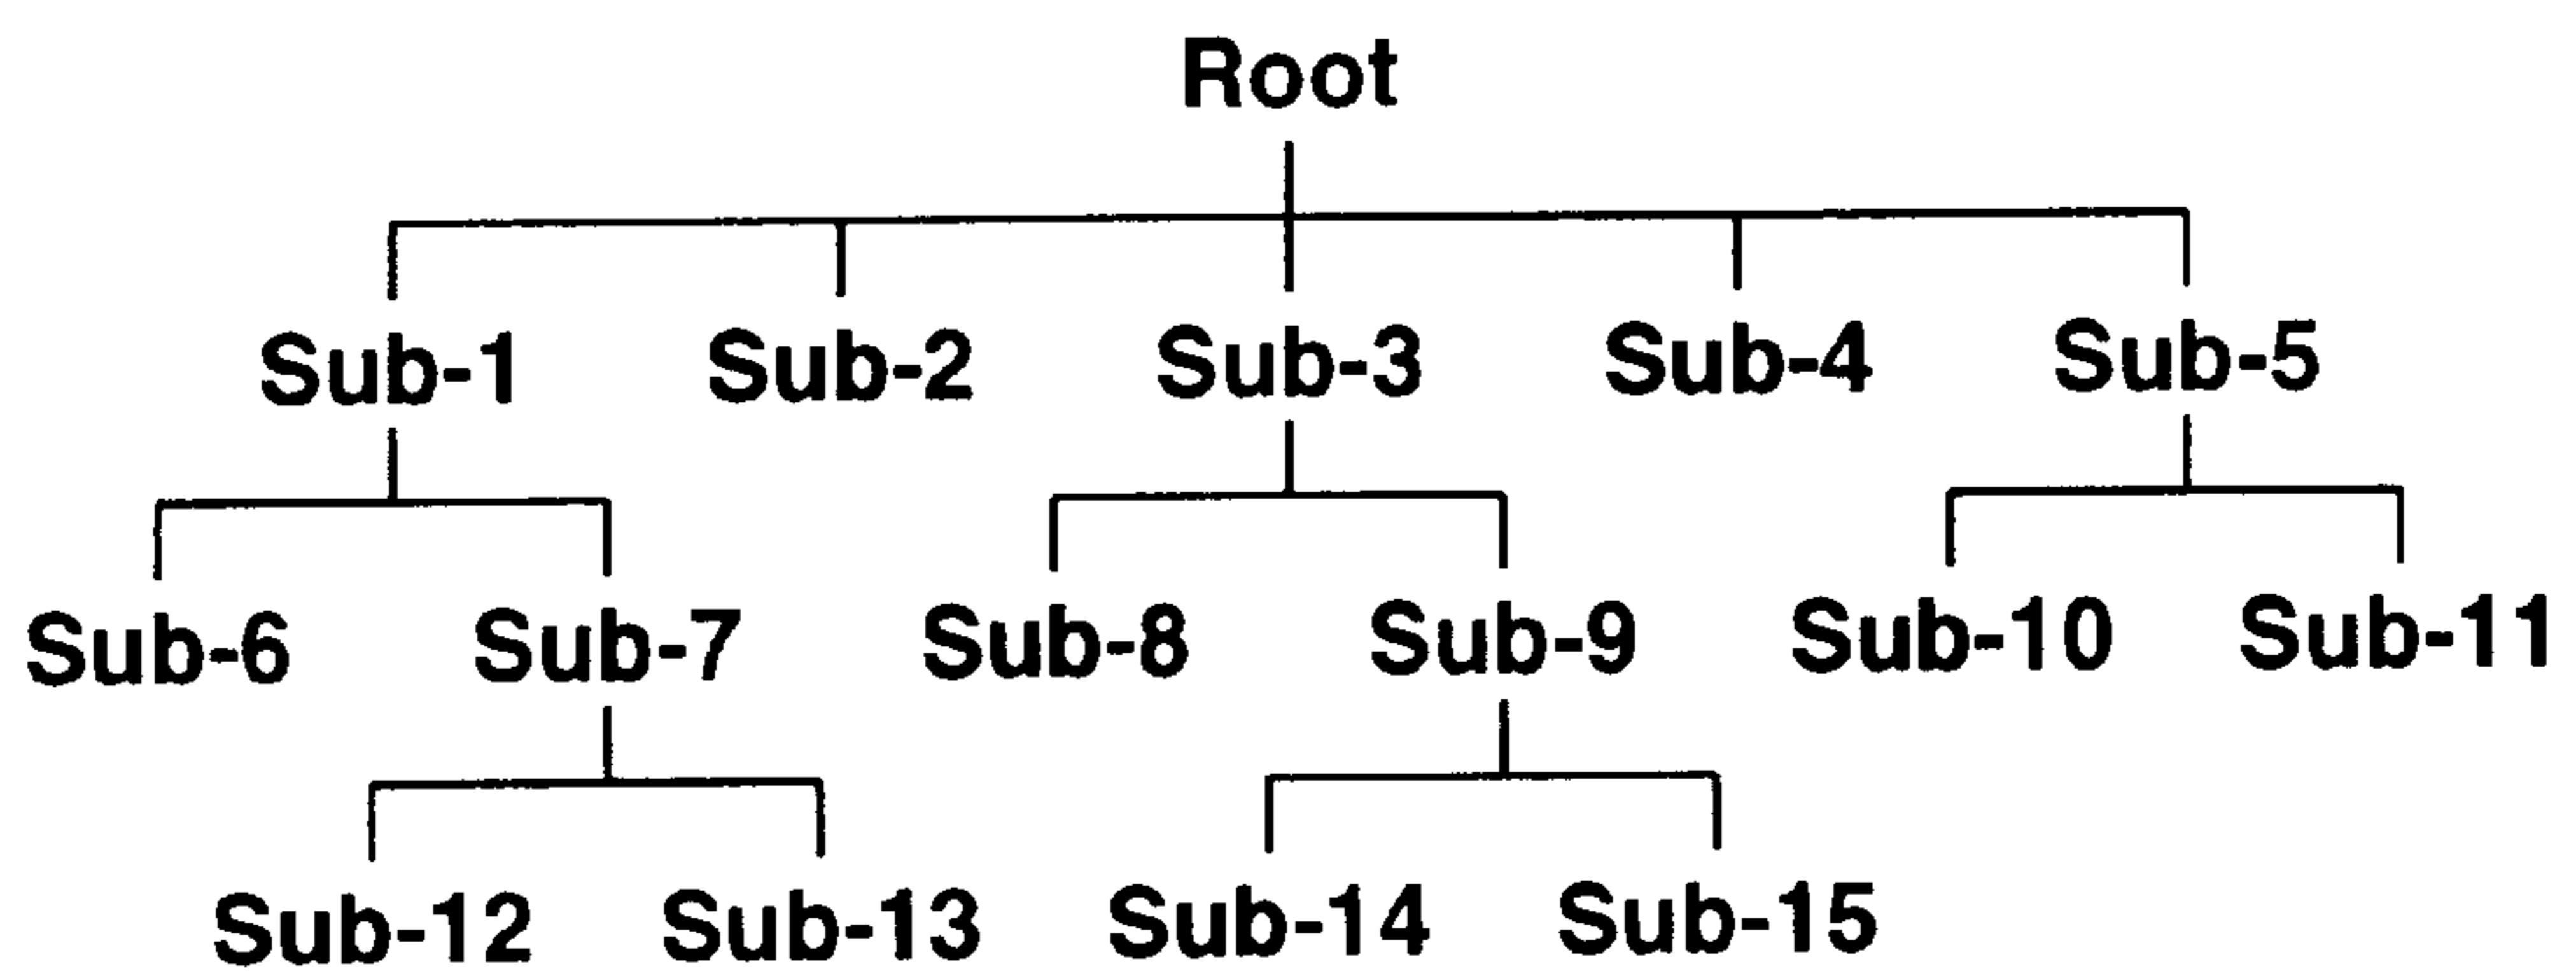 Root
Sub-1 Sub-2 Sub-3 Sub-4 Sub-5
Sub-6 Sub-7 Sub-8 Sub-9 Sub-10 Sub-11
Sub-12 Sub-13 Sub-14 Sub-15